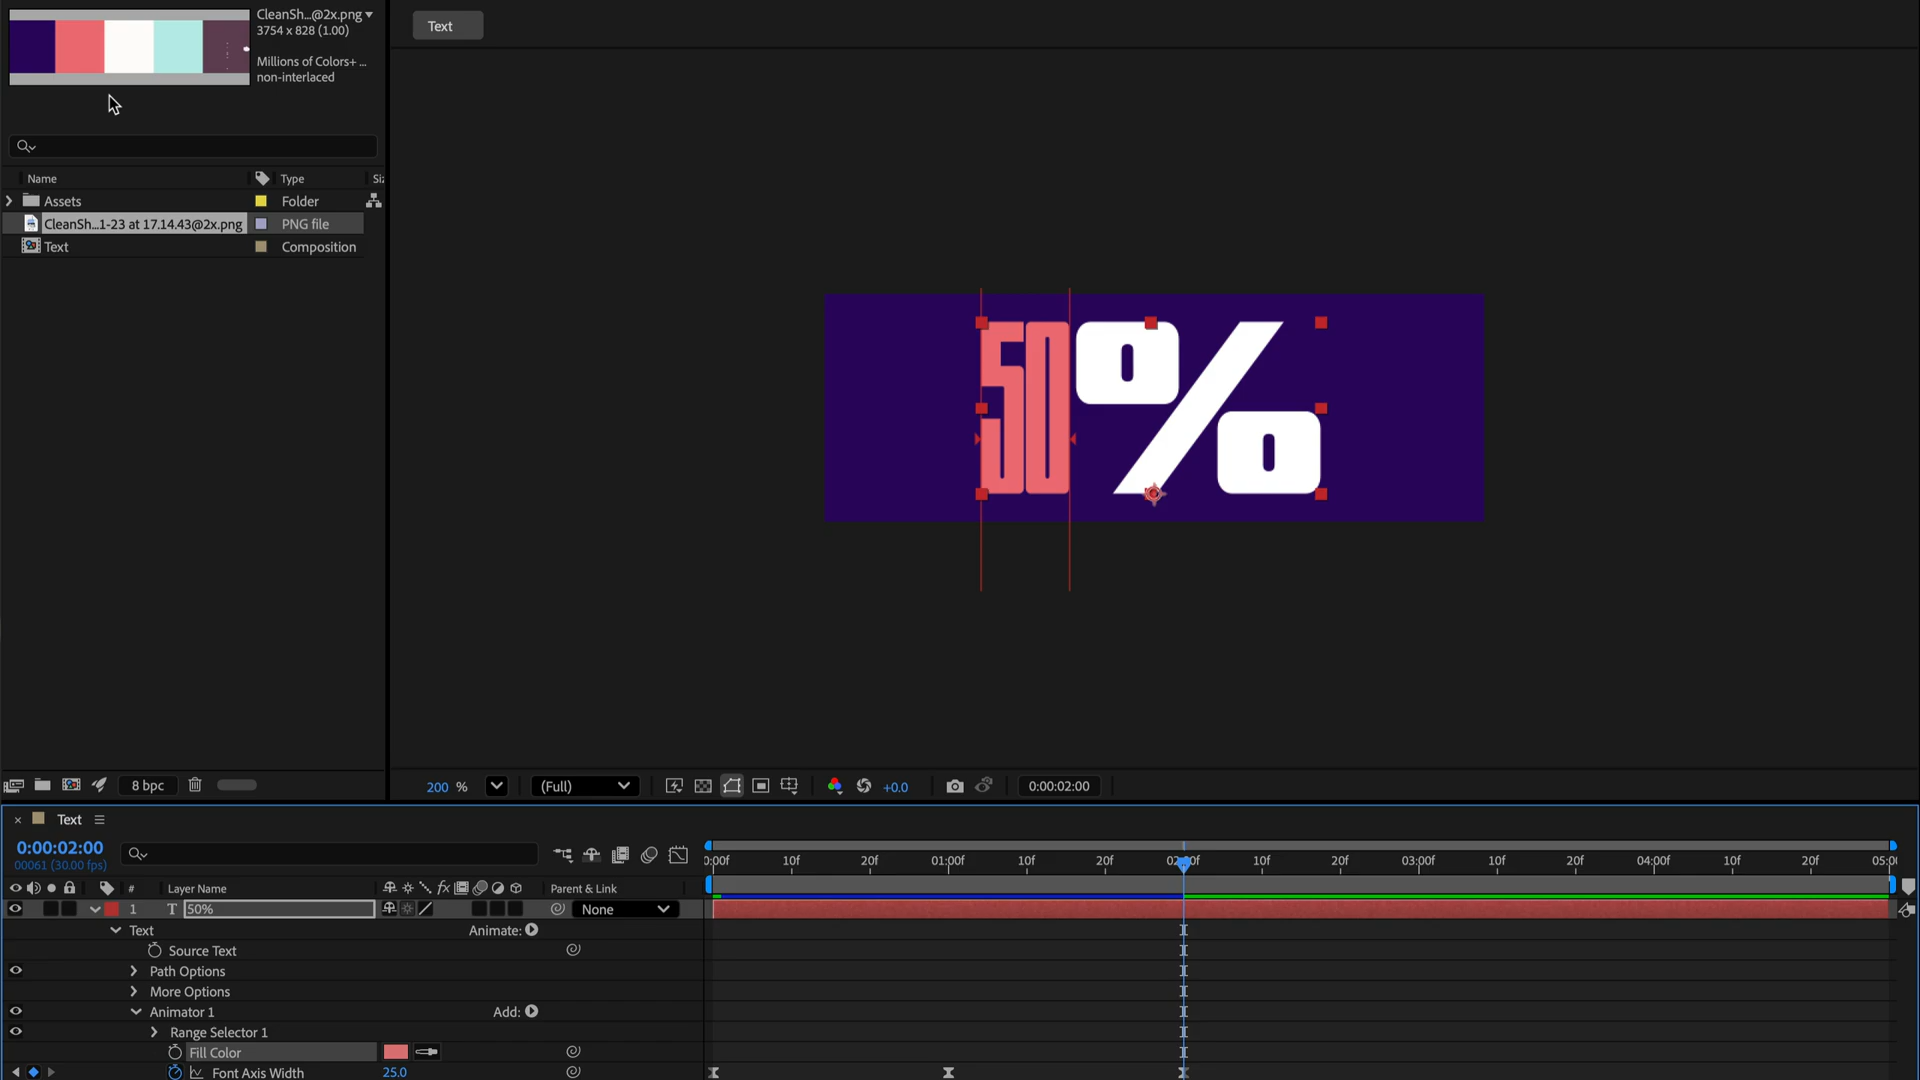 CleanSh...@2x.png
3754 x 828 (1.00)
Millions of Colors+ ...
non-interlaced
Text
Name Type Siz
Assets Folder
CleanSh...1-23 at 17.14.43@2x.png PNG file
Text Composition
50%
8 bpc
200 % (Full) +0.0 0:00:02:00
Text
0:00:02:00
00061 (30.00 fps)
0:00f 10f 20f 01:00f 10f 20f 02:00f 10f 20f 03:00f 10f 20f 04:00f 10f 20f 05:00
# Layer Name fx Parent & Link
1 T 50% None
Text Animate:
Source Text
Path Options
More Options
Animator 1 Add:
Range Selector 1
Fill Color
Font Axis Width 25.0